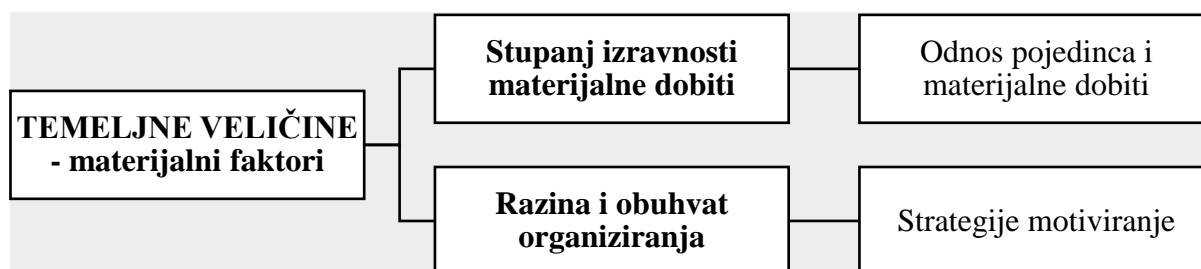 Stupanj izravnosti
materijalne dobiti
Odnos pojedinca i
materijalne dobiti
TEMELJNE VELIČINE
- materijalni faktori
Razina i obuhvat
organiziranja
Strategije motiviranje